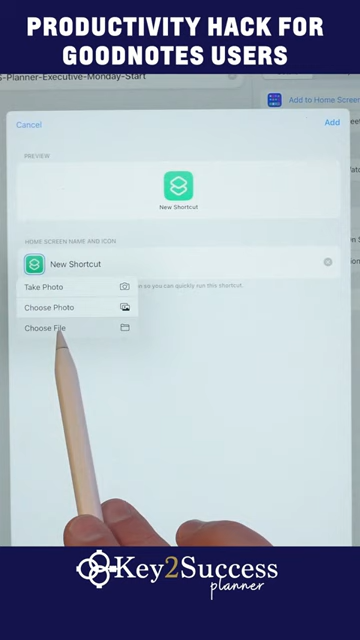 PRODUCTIVITY HACK FOR
GOODNOTES USERS
S-Planner-Executive-Monday-Start
Add to Home Screen
Cancel
Add
PREVIEW
New Shortcut
HOME SCREEN NAME AND ICON
New Shortcut
Take Photo
n so you can quickly run this shortcut.
Choose Photo
Choose File
Key2Success
planner